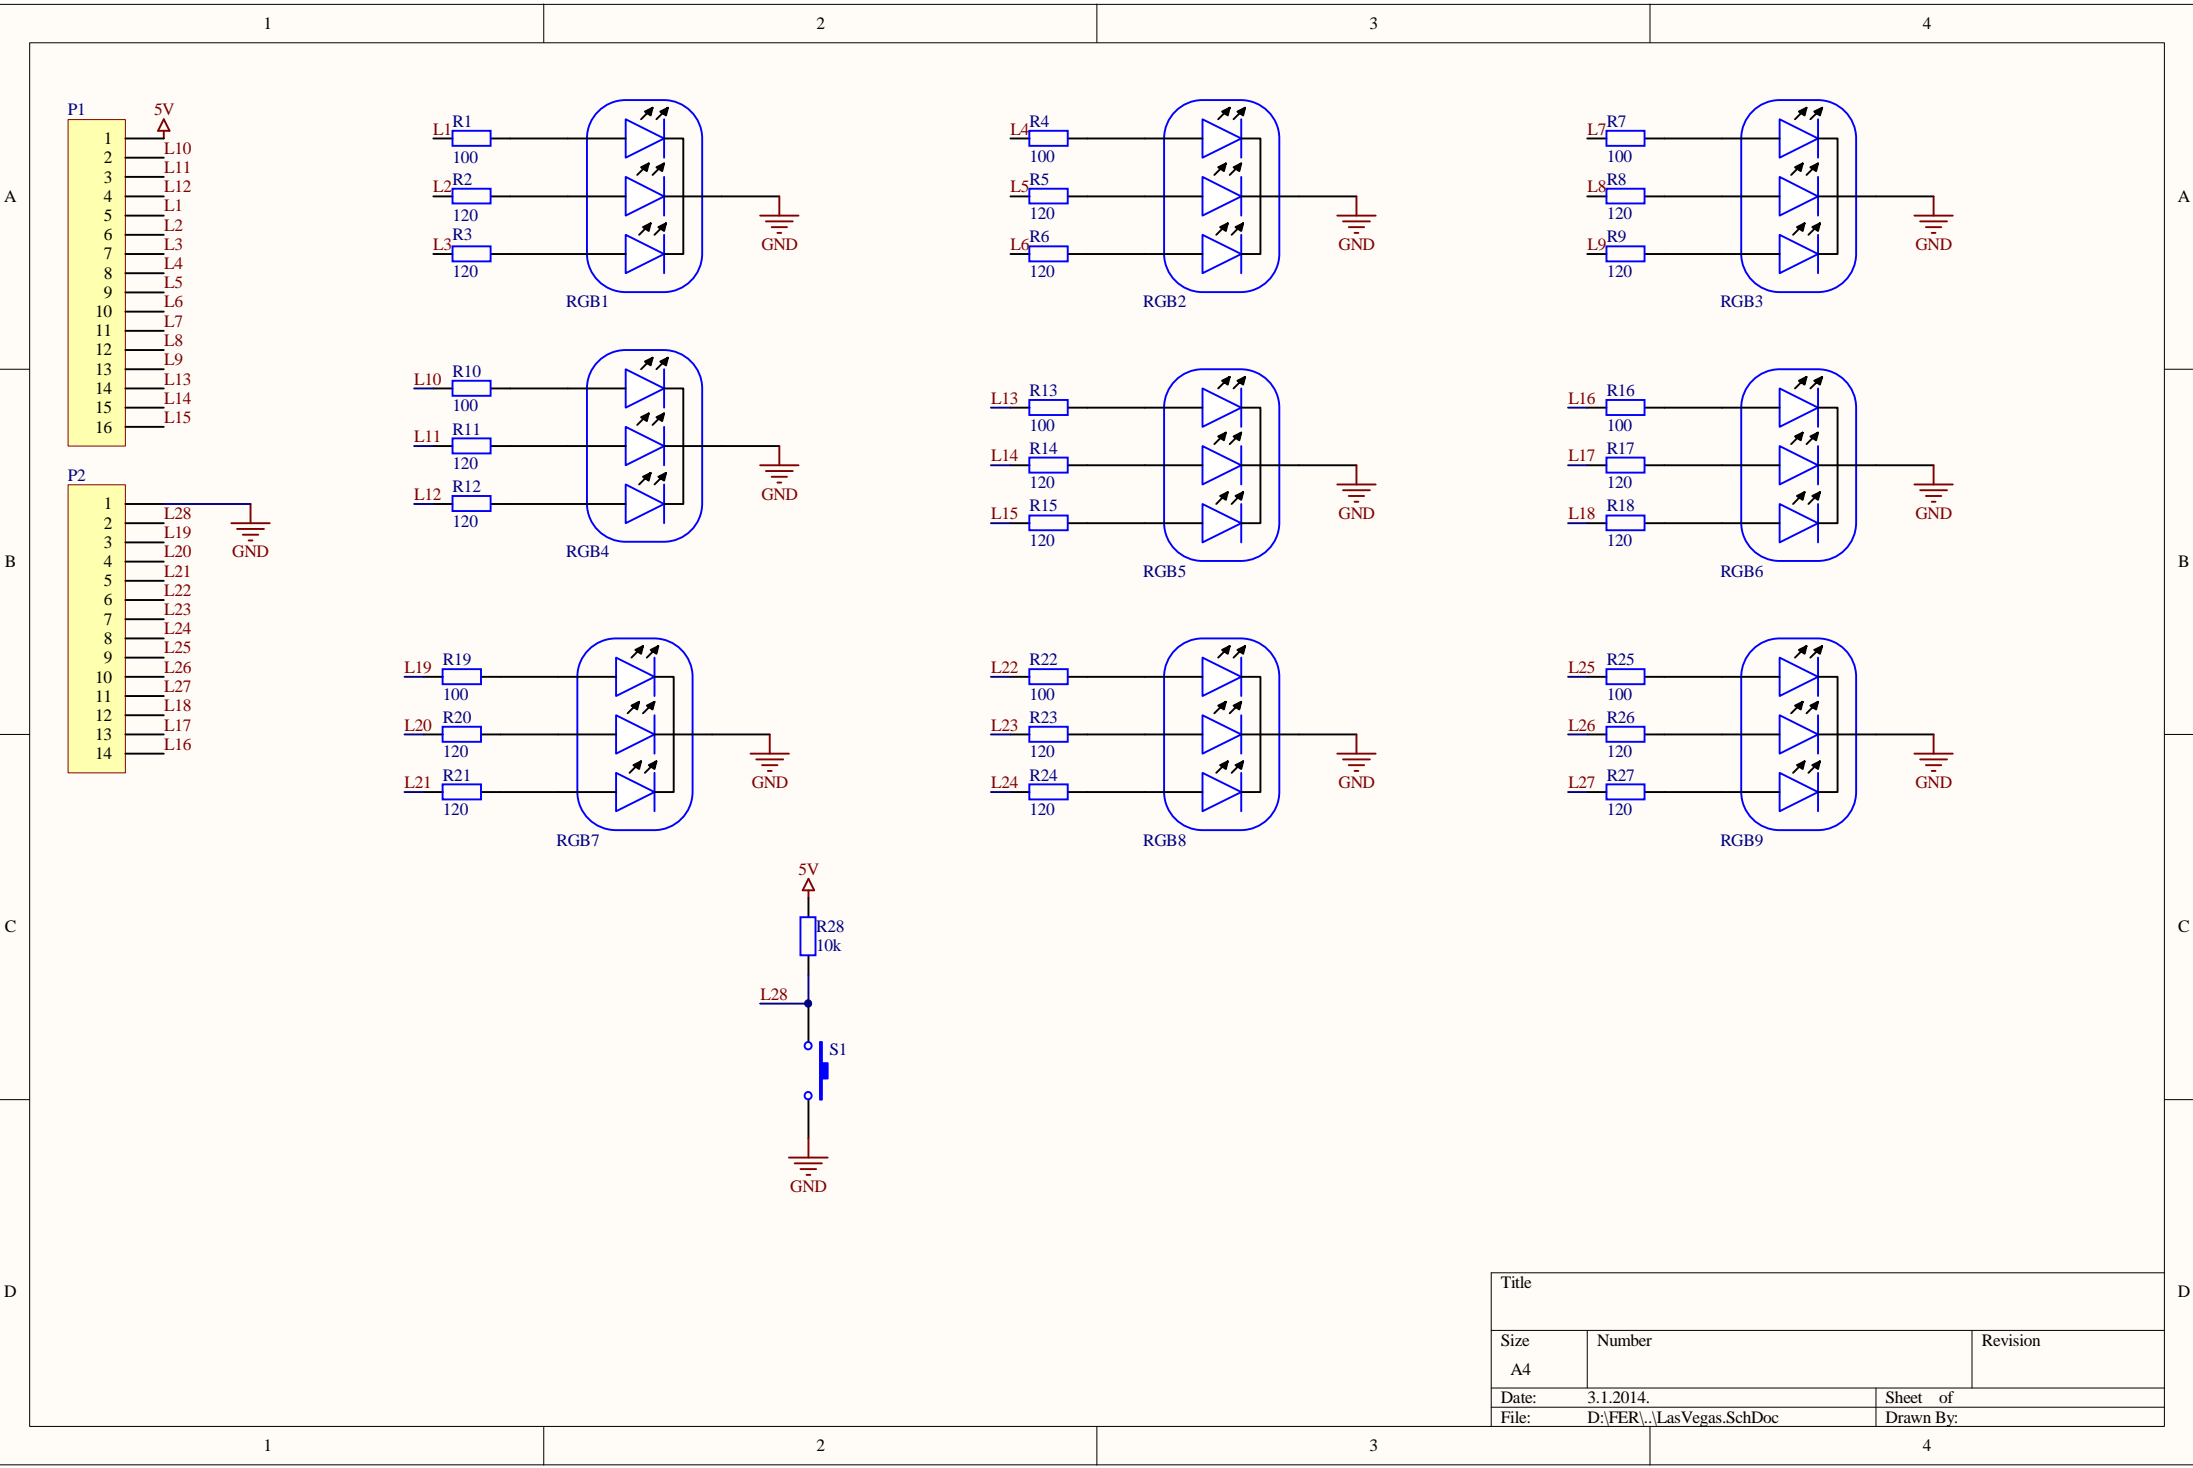 1 2 3 4
A A
B B
C C
D D
P1
5V
1
2 L10
3 L11
4 L12
5 L1
6 L2
7 L3
8 L4
9 L5
10 L6
11 L7
12 L8
13 L9
14 L13
15 L14
16 L15
P2
1
GND
2 L28
3 L19
4 L20
5 L21
6 L22
7 L23
8 L24
9 L25
10 L26
11 L27
12 L18
13 L17
14 L16
L1 R1
100
L2 R2
120
L3 R3
120
GND
RGB1
L4 R4
100
L5 R5
120
L6 R6
120
GND
RGB2
L7 R7
100
L8 R8
120
L9 R9
120
GND
RGB3
L10 R10
100
L11 R11
120
L12 R12
120
GND
RGB4
L13 R13
100
L14 R14
120
L15 R15
120
GND
RGB5
L16 R16
100
L17 R17
120
L18 R18
120
GND
RGB6
L19 R19
100
L20 R20
120
L21 R21
120
GND
RGB7
L22 R22
100
L23 R23
120
L24 R24
120
GND
RGB8
L25 R25
100
L26 R26
120
L27 R27
120
GND
RGB9
5V
R28
10k
L28
S1
GND
Title
Size Number Revision
A4
Date: 3.1.2014. Sheet of
File: D:\FER\..\LasVegas.SchDoc Drawn By:
1 2 3 4